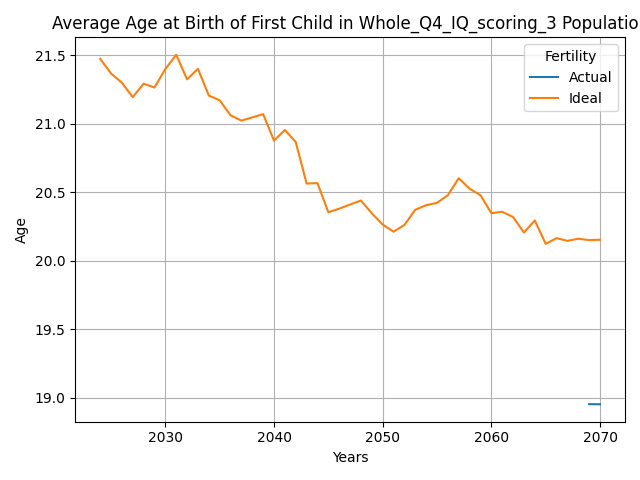 Average Age at Birth of First Child in Whole_Q4_IQ_scoring_3 Populatio
Fertility
Actual
Ideal
21.5
21.0
20.5
20.0
19.5
19.0
Age
2030 2040 2050 2060 2070
Years